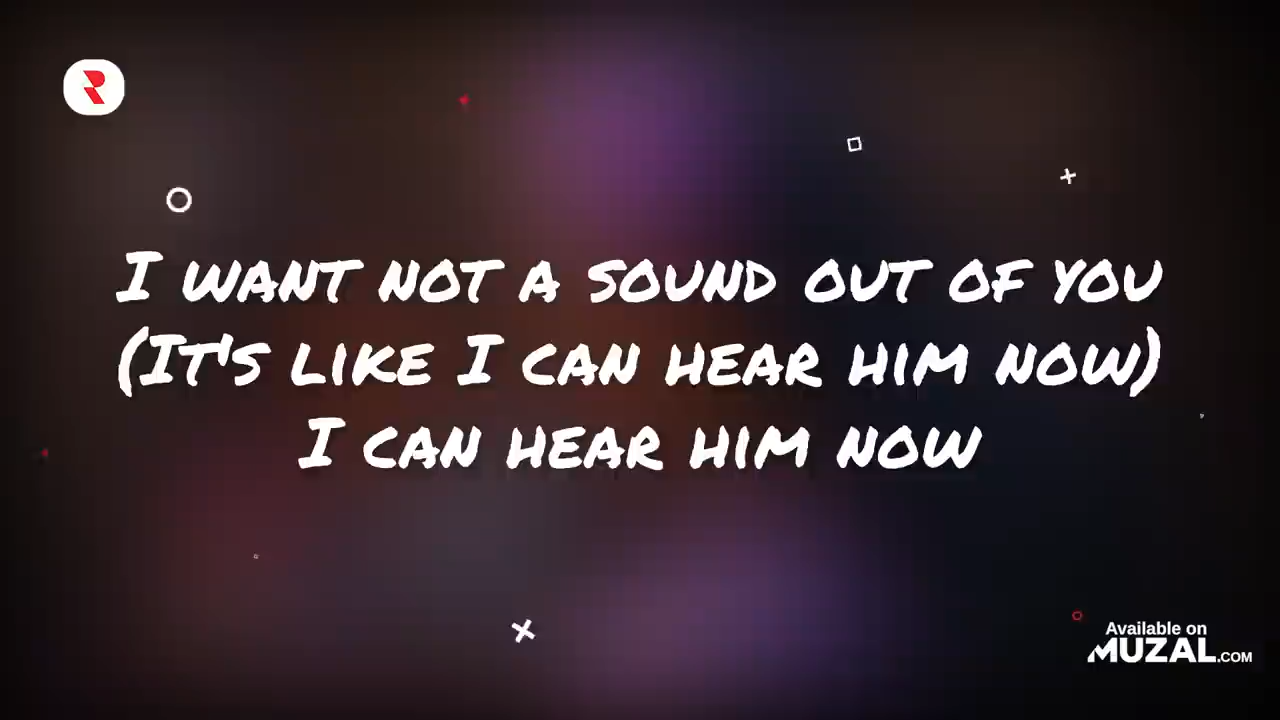 I WANT NOT A SOUND OUT OF YOU
(IT'S LIKE I CAN HEAR HIM NOW)
I CAN HEAR HIM NOW
Available on
MUZAL.COM